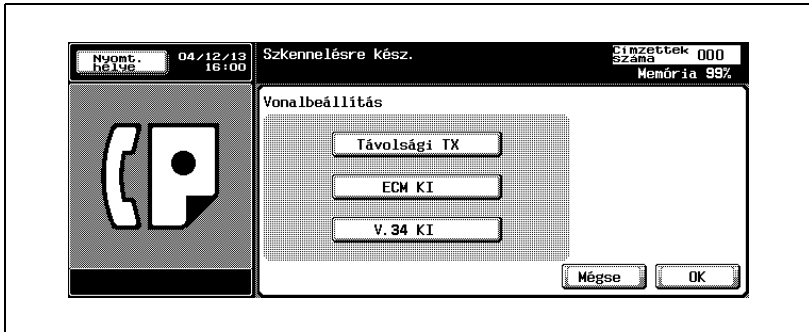 Nyomt.
hélye
04/12/13
16:00
Szkennelésre kész.
Címzettek
száma
000
Memória 99%
Vonalbeállítás
Távolsági TX
ECM KI
V.34 KI
Mégse
OK